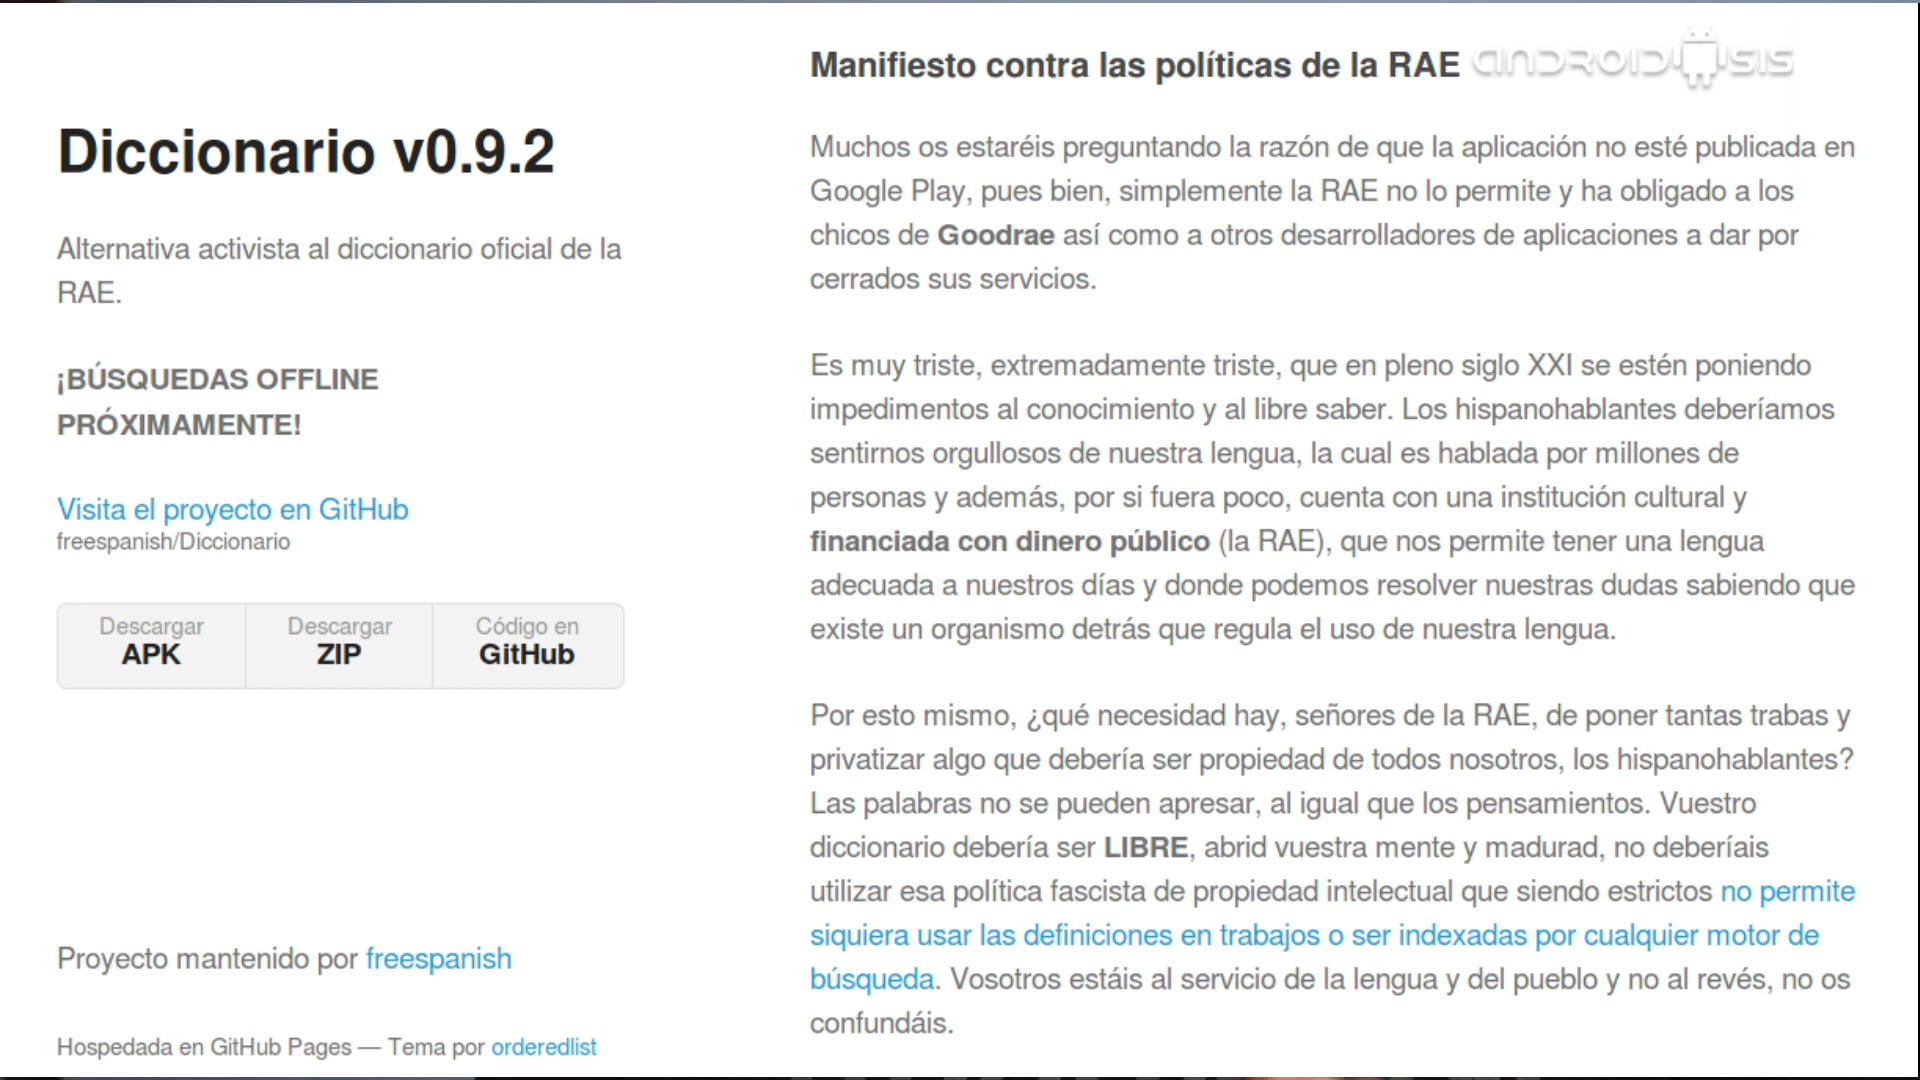 Diccionario v0.9.2
Alternativa activista al diccionario oficial de la
RAE.
¡BÚSQUEDAS OFFLINE
PRÓXIMAMENTE!
Visita el proyecto en GitHub
freespanish/Diccionario
Descargar
APK
Descargar
ZIP
Código en
GitHub
Proyecto mantenido por freespanish
Hospedada en GitHub Pages — Tema por orderedlist
Manifiesto contra las políticas de la RAE
ANDROIDSIS
Muchos os estaréis preguntando la razón de que la aplicación no esté publicada en
Google Play, pues bien, simplemente la RAE no lo permite y ha obligado a los
chicos de Goodrae así como a otros desarrolladores de aplicaciones a dar por
cerrados sus servicios.
Es muy triste, extremadamente triste, que en pleno siglo XXI se estén poniendo
impedimentos al conocimiento y al libre saber. Los hispanohablantes deberíamos
sentirnos orgullosos de nuestra lengua, la cual es hablada por millones de
personas y además, por si fuera poco, cuenta con una institución cultural y
financiada con dinero público (la RAE), que nos permite tener una lengua
adecuada a nuestros días y donde podemos resolver nuestras dudas sabiendo que
existe un organismo detrás que regula el uso de nuestra lengua.
Por esto mismo, ¿qué necesidad hay, señores de la RAE, de poner tantas trabas y
privatizar algo que debería ser propiedad de todos nosotros, los hispanohablantes?
Las palabras no se pueden apresar, al igual que los pensamientos. Vuestro
diccionario debería ser LIBRE, abrid vuestra mente y madurad, no deberíais
utilizar esa política fascista de propiedad intelectual que siendo estrictos no permite
siquiera usar las definiciones en trabajos o ser indexadas por cualquier motor de
búsqueda. Vosotros estáis al servicio de la lengua y del pueblo y no al revés, no os
confundáis.